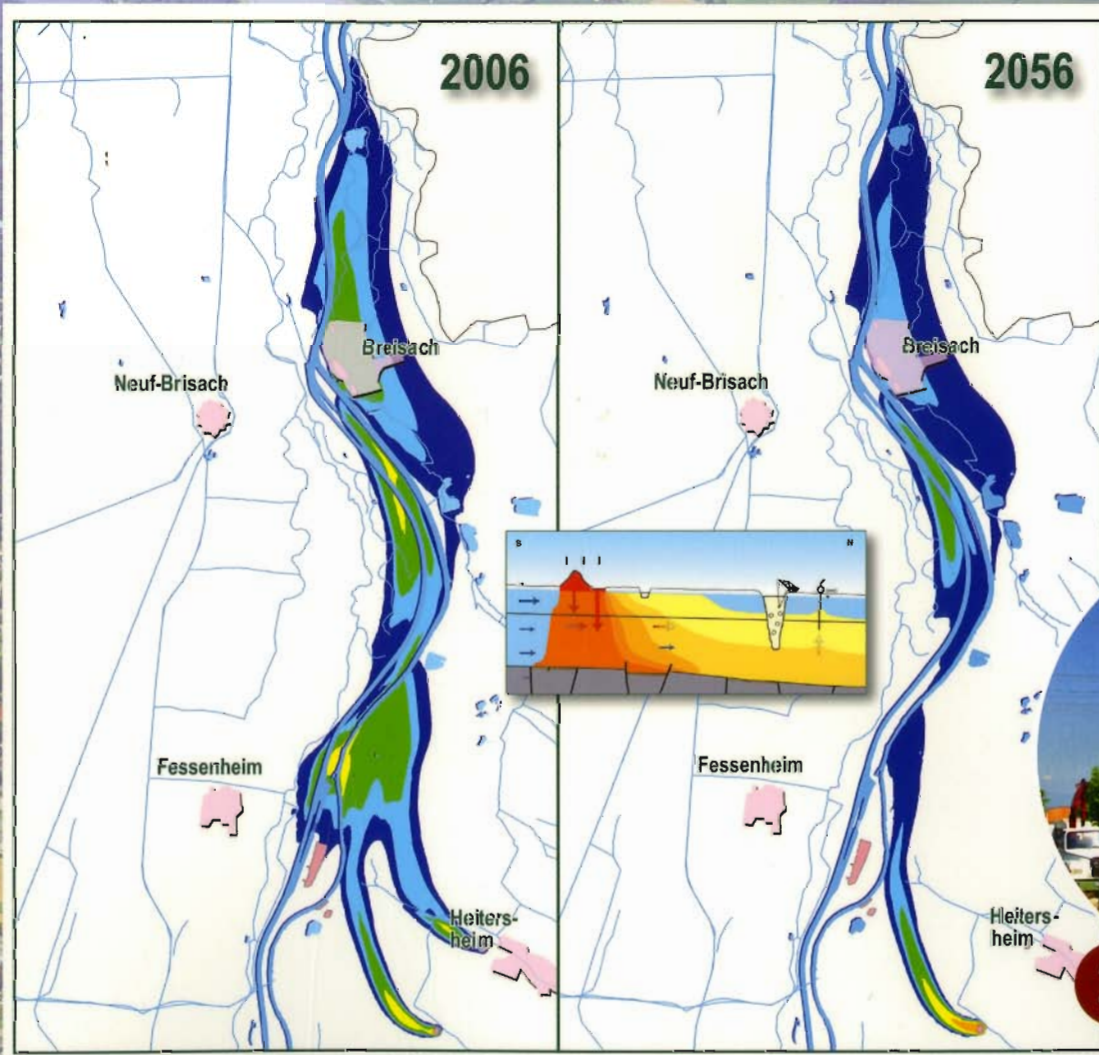 2006
2056
Breisach
Neuf-Brisach
Breisach
Neuf-Brisach
S
N
Fessenheim
Fessenheim
Heiters-
heim
Heiters-
heim